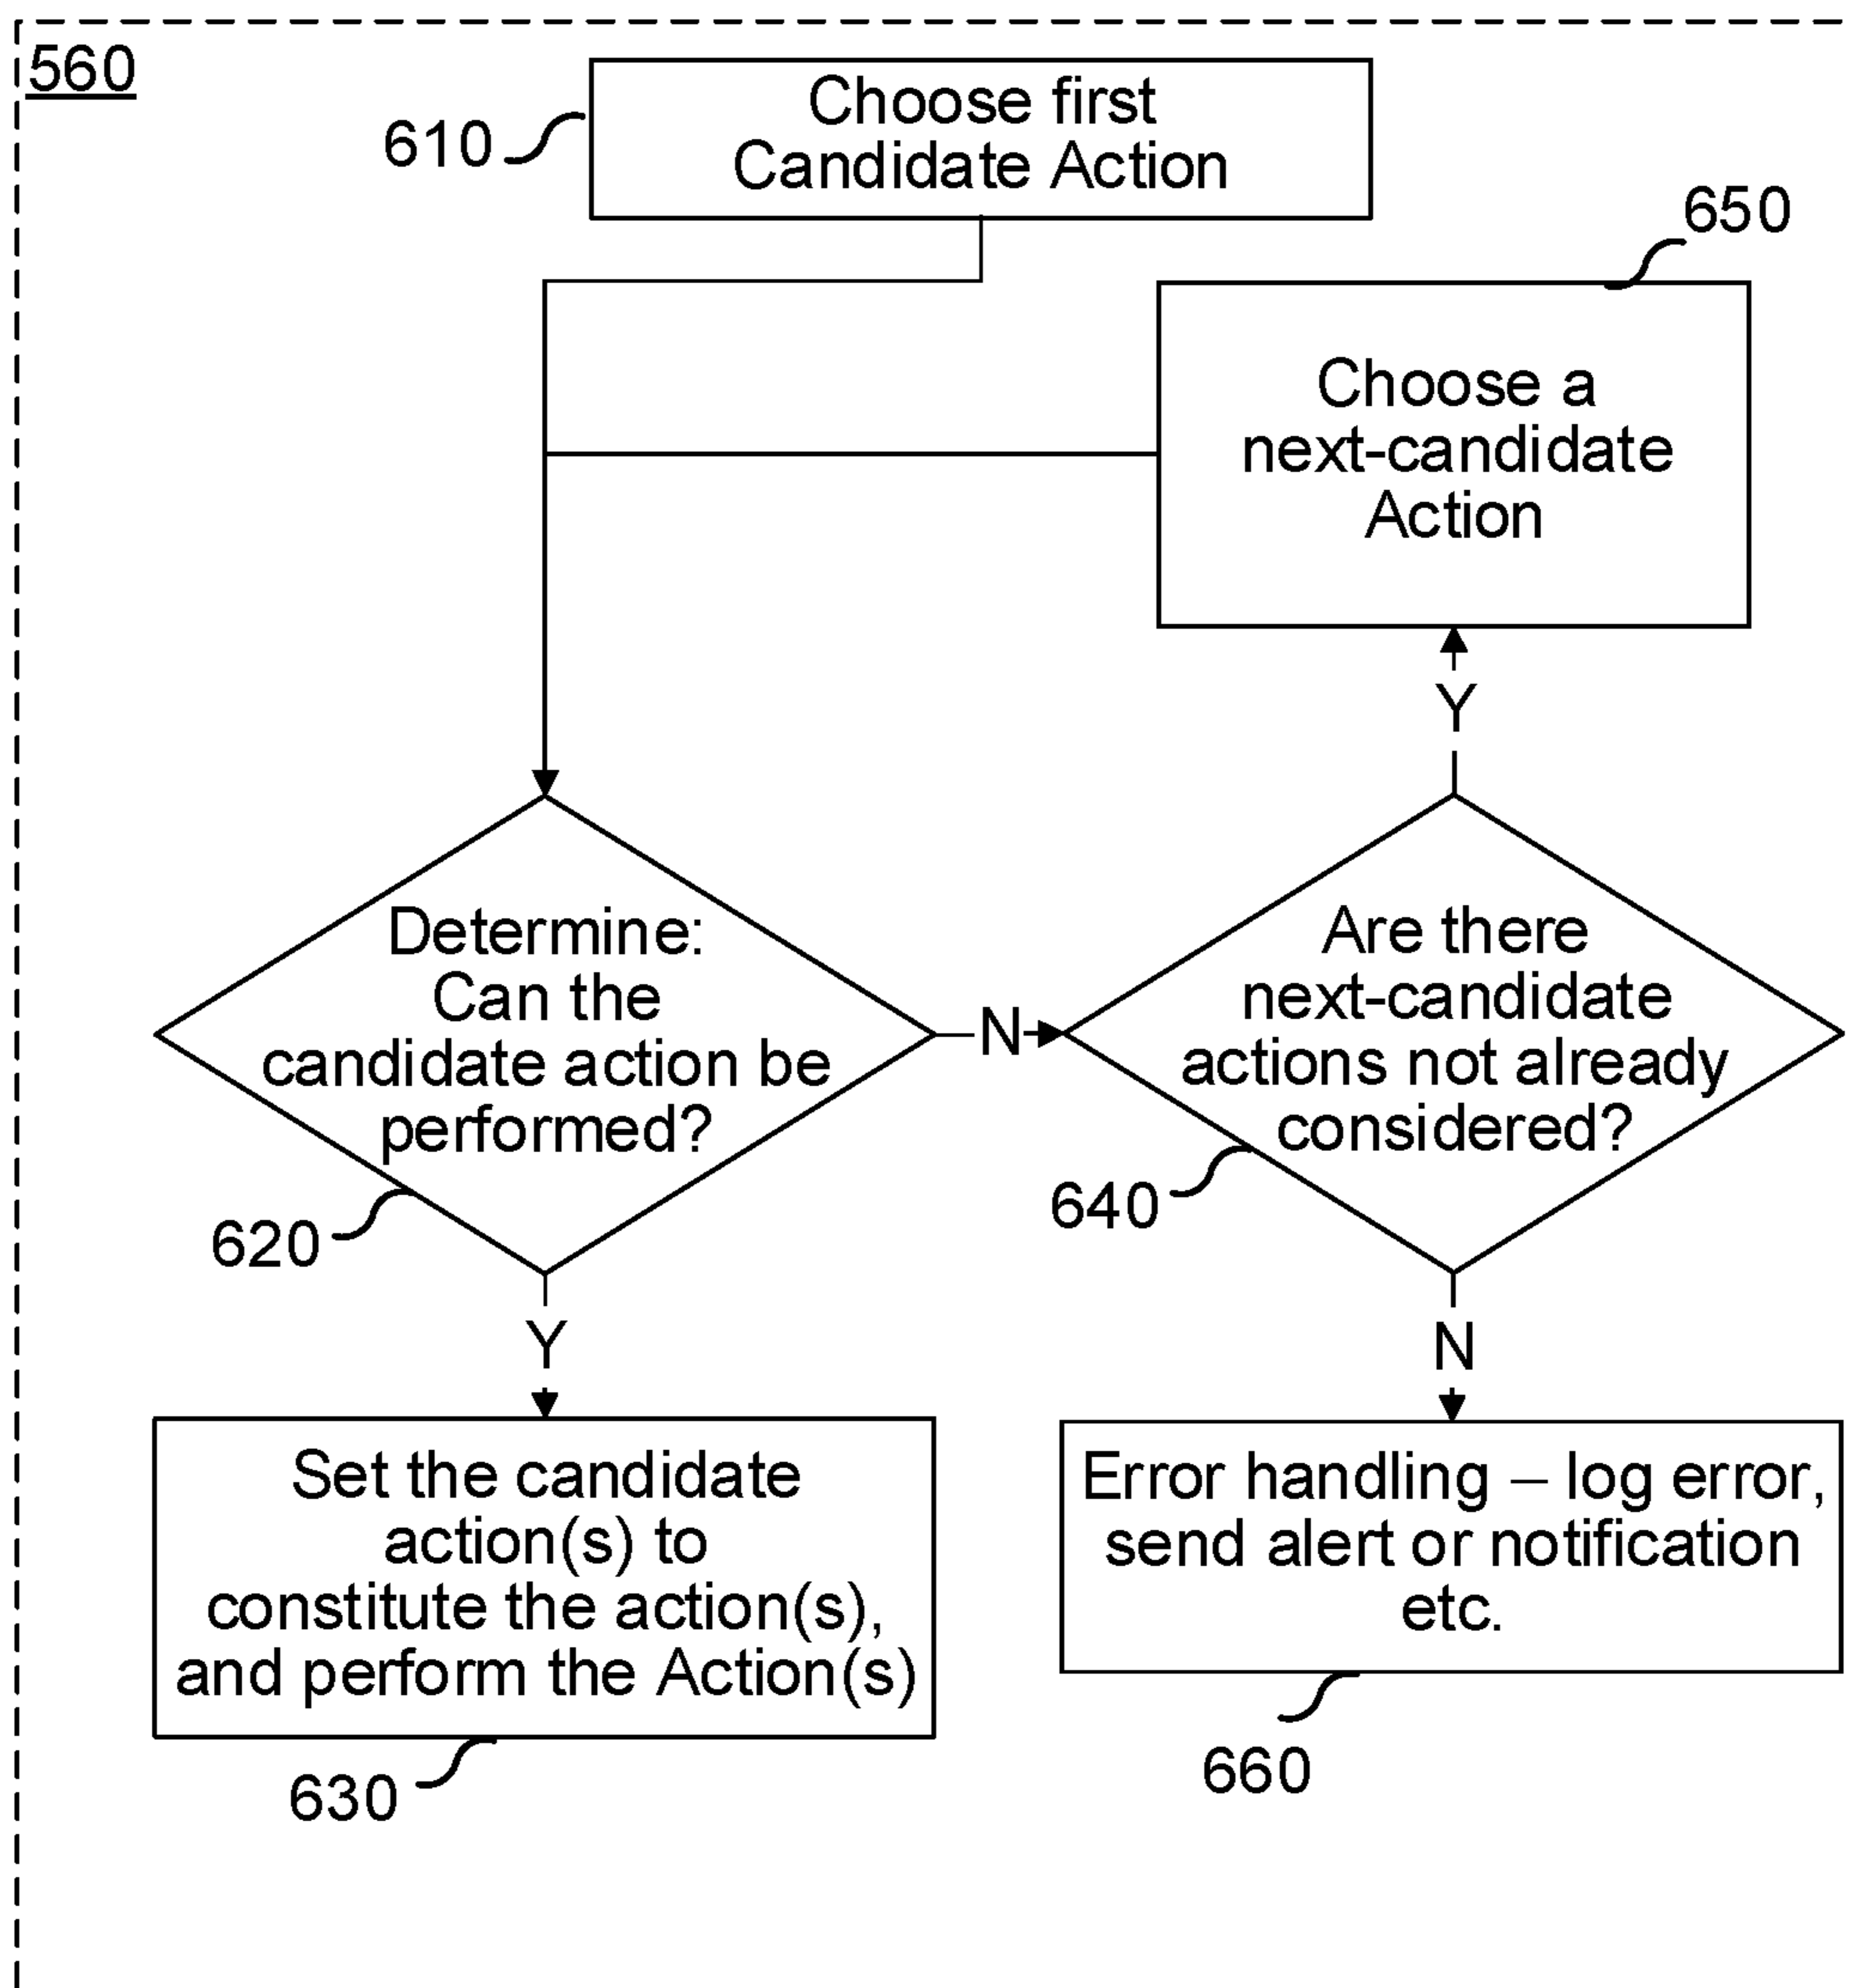 560
Choose first
Candidate Action
610
650
Choose a
next-candidate
Action
Y
Determine:
Can the
candidate action be
performed?
620
N
Are there
next-candidate
actions not already
considered?
640
Y
N
Set the candidate
action(s) to
constitute the action(s),
and perform the Action(s)
630
Error handling – log error,
send alert or notification
etc.
660